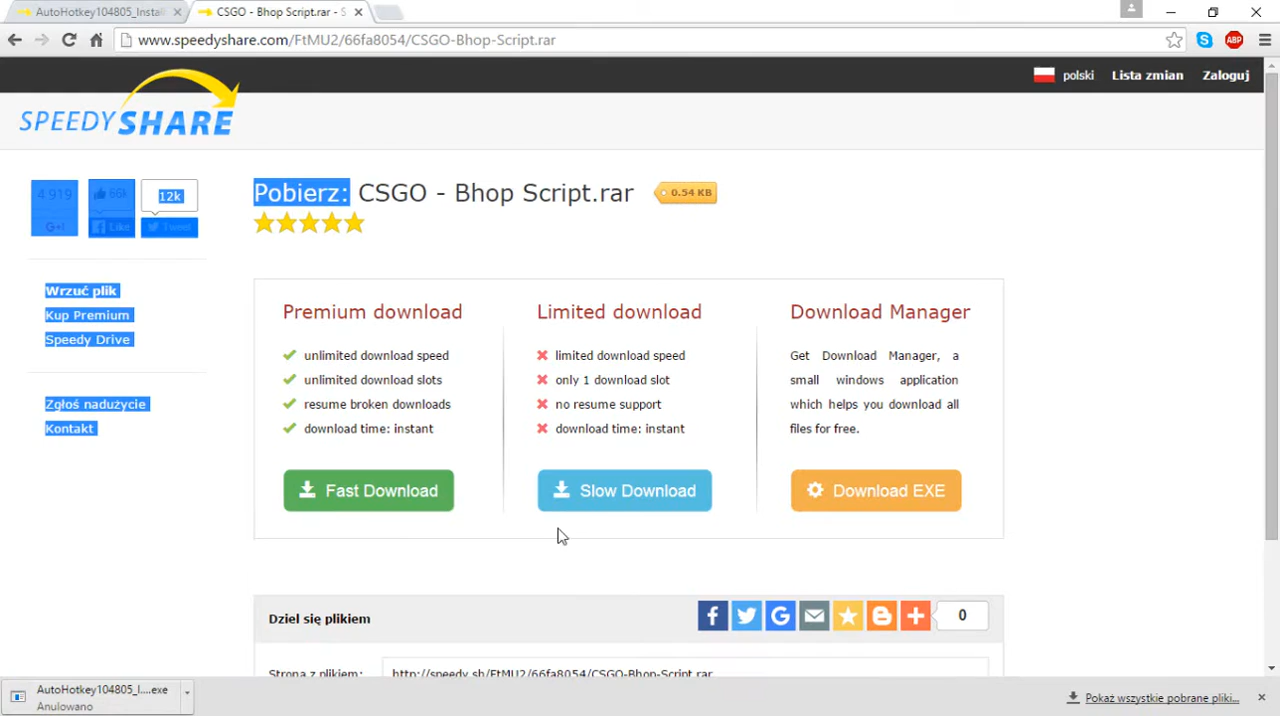 AutoHotkey104805_Install
CSGO - Bhop Script.rar - S
www.speedyshare.com/FtMU2/66fa8054/CSGO-Bhop-Script.rar
ABP
polski
Lista zmian
Zaloguj
SPEEDYSHARE
4 919
G+1
66k
Like
12k
Tweet
Pobierz: CSGO - Bhop Script.rar
0.54 KB
Wrzuć plik
Kup Premium
Speedy Drive
Zgłoś nadużycie
Kontakt
Premium download
unlimited download speed
unlimited download slots
resume broken downloads
download time: instant
Fast Download
Limited download
limited download speed
only 1 download slot
no resume support
download time: instant
Slow Download
Download Manager
Get Download Manager, a
small windows application
which helps you download all
files for free.
Download EXE
Dziel się plikiem
0
Strona z plikiem:
http://speedy.sh/FtMU2/66fa8054/CSGO-Bhop-Script.rar
AutoHotkey104805_I....exe
Anulowano
Pokaż wszystkie pobrane pliki...